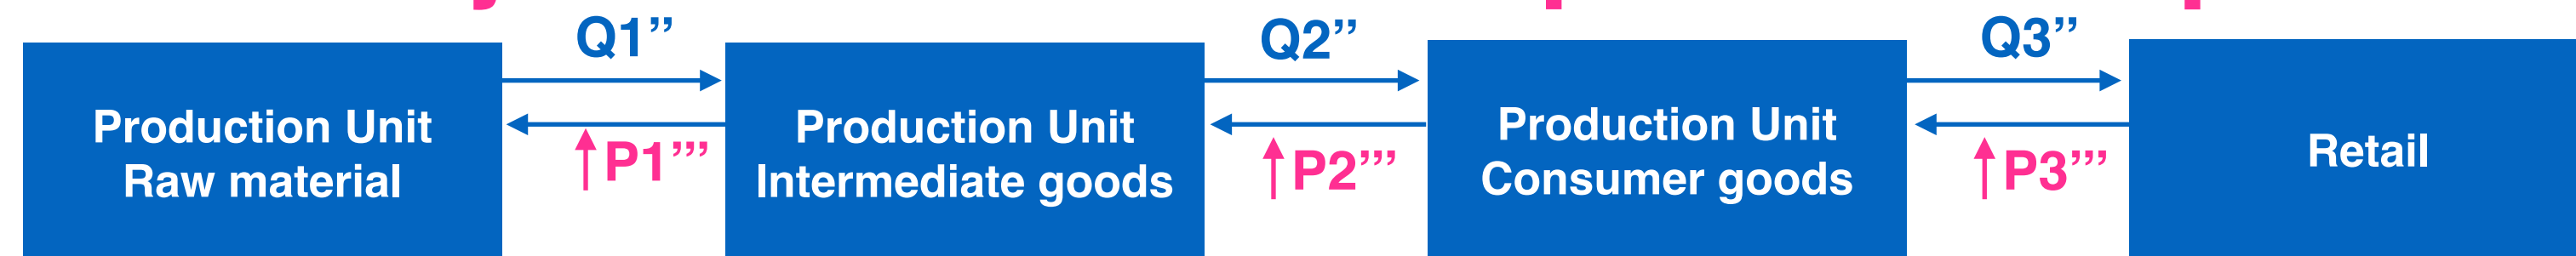 Q1’’
Q2’’
Q3’’
Production Unit
Raw material
P1’’’
Production Unit
Intermediate goods
P2’’’
Production Unit
Consumer goods
P3’’’
Retail